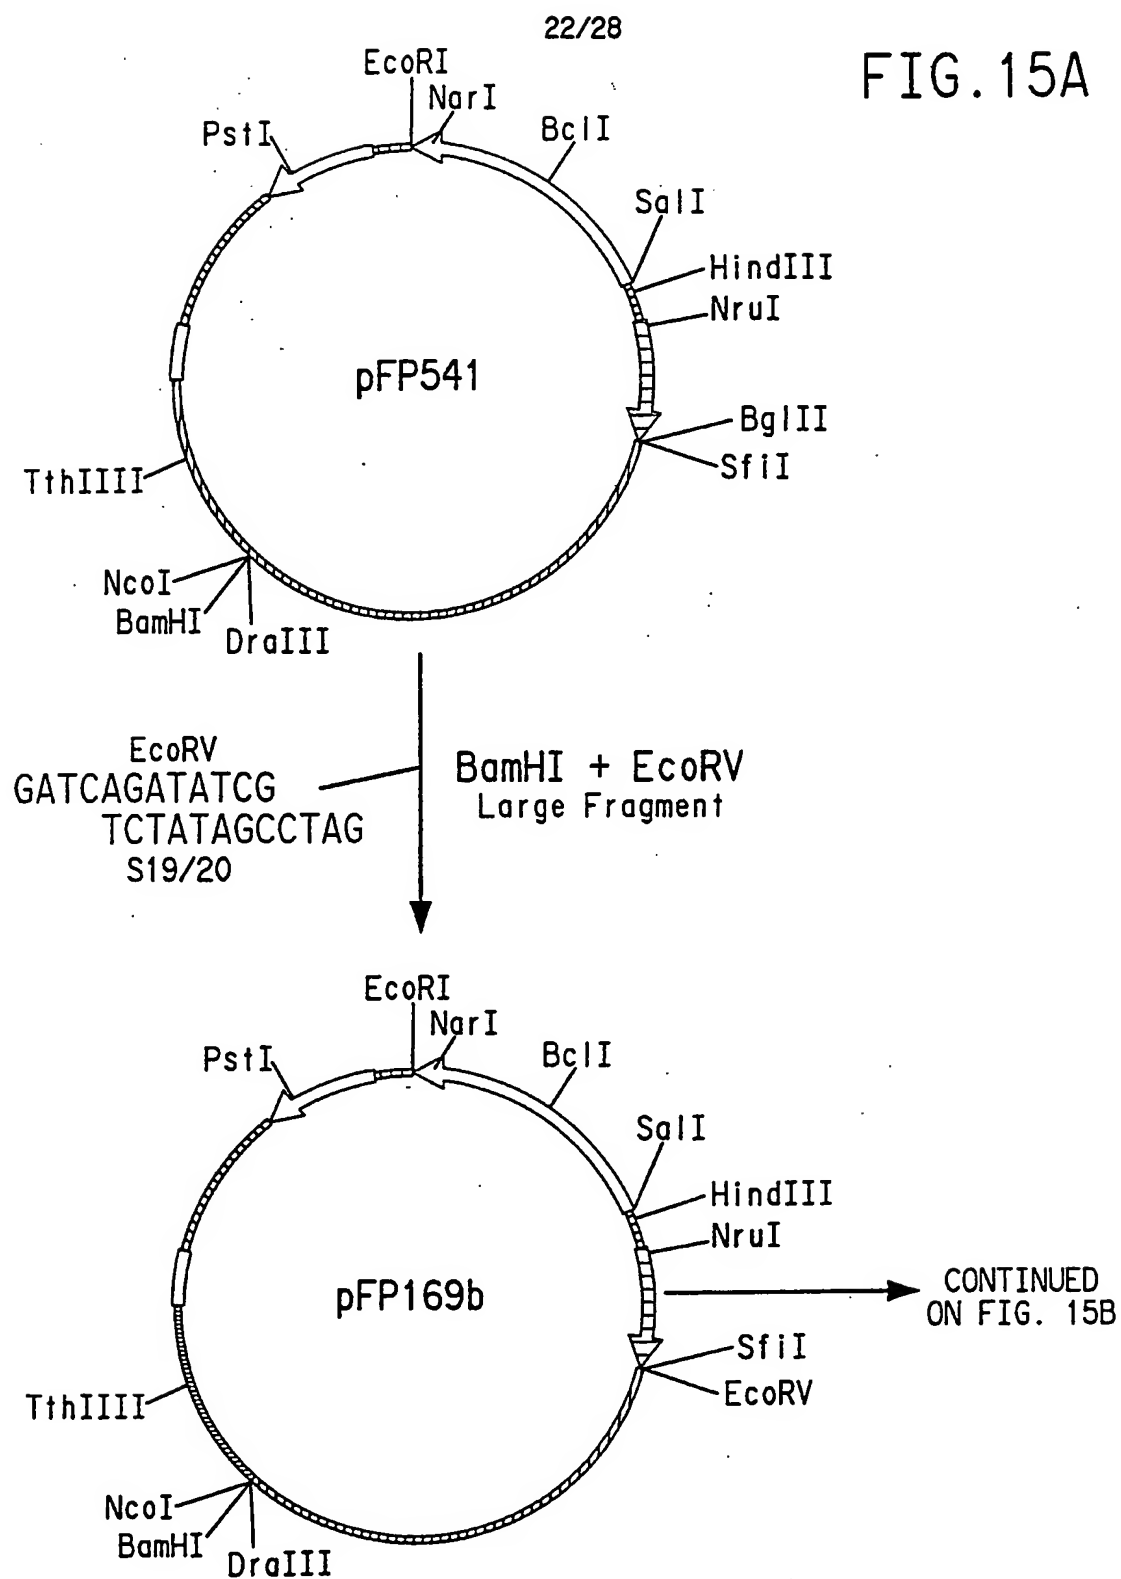 22/28
FIG.15A
EcoRI
NarI
PstI
BclI
SalI
HindIII
NruI
pFP541
BglII
SfiI
TthIIII
NcoI
BamHI
DraIII
EcoRV
GATCAGATATCG
TCTATAGCCTAG
S19/20
BamHI + EcoRV
Large Fragment
EcoRI
NarI
PstI
BclI
SalI
HindIII
NruI
pFP169b
CONTINUED
ON FIG. 15B
SfiI
EcoRV
TthIIII
NcoI
BamHI
DraIII